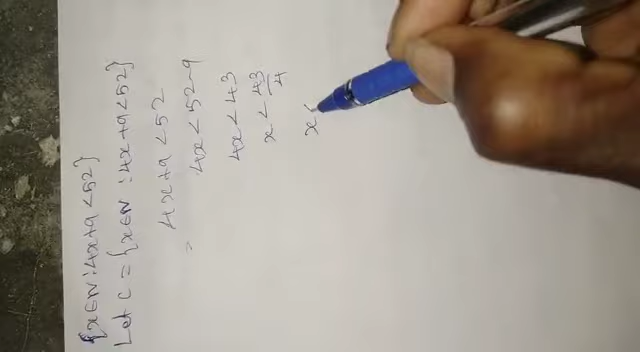 {x∈N : 4x+9<52}
Let C = {x∈N : 4x+9<52}
4x+9<52
= 4x<52-9
4x<43
x<43/4
x<